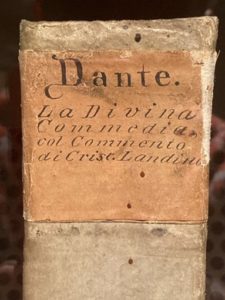 Dante.
La Divina
Commedia,
col Commento
di Crist. Landino